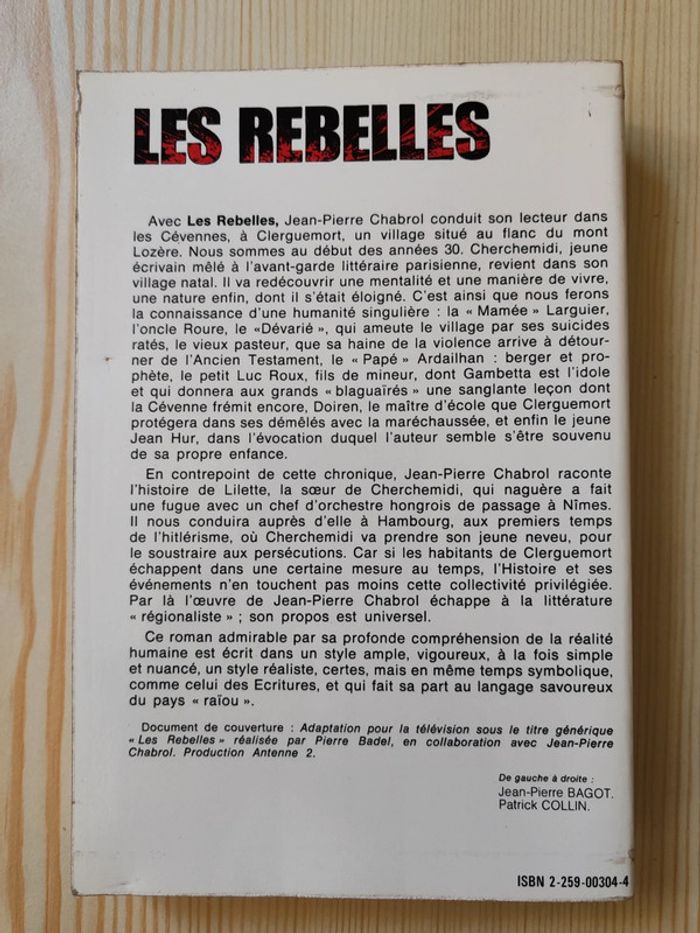 LES REBELLES
Avec Les Rebelles, Jean-Pierre Chabrol conduit son lecteur dans
les Cévennes, à Clerguemort, un village situé au flanc du mont
Lozère. Nous sommes au début des années 30. Cherchemidi, jeune
écrivain mêlé à l'avant-garde littéraire parisienne, revient dans son
village natal. Il va redécouvrir une mentalité et une manière de vivre,
une nature enfin, dont il s'était éloigné. C'est ainsi que nous ferons
la connaissance d'une humanité singulière : la « Mamée » Larguier,
l'oncle Roure, le «Dévarié », qui ameute le village par ses suicides
ratés, le vieux pasteur, que sa haine de la violence arrive à détour-
ner de l'Ancien Testament, le « Papé » Ardailhan : berger et pro-
phète, le petit Luc Roux, fils de mineur, dont Gambetta est l'idole
et qui donnera aux grands « blaguaïrés » une sanglante leçon dont
la Cévenne frémit encore, Doiren, le maître d'école que Clerguemort
protégera dans ses démêlés avec la maréchaussée, et enfin le jeune
Jean Hur, dans l'évocation duquel l'auteur semble s'être souvenu
de sa propre enfance.
En contrepoint de cette chronique, Jean-Pierre Chabrol raconte
l'histoire de Lilette, la sœur de Cherchemidi, qui naguère a fait
une fugue avec un chef d'orchestre hongrois de passage à Nîmes.
Il nous conduira auprès d'elle à Hambourg, aux premiers temps
de l'hitlérisme, où Cherchemidi va prendre son jeune neveu, pour
le soustraire aux persécutions. Car si les habitants de Clerguemort
échappent dans une certaine mesure au temps, l'Histoire et ses
événements n'en touchent pas moins cette collectivité privilégiée.
Par là l'œuvre de Jean-Pierre Chabrol échappe à la littérature
« régionaliste » ; son propos est universel.
Ce roman admirable par sa profonde compréhension de la réalité
humaine est écrit dans un style ample, vigoureux, à la fois simple
et nuancé, un style réaliste, certes, mais en même temps symbolique,
comme celui des Ecritures, et qui fait sa part au langage savoureux
du pays « raïou ».
Document de couverture : Adaptation pour la télévision sous le titre générique
« Les Rebelles » réalisée par Pierre Badel, en collaboration avec Jean-Pierre
Chabrol. Production Antenne 2.
De gauche à droite :
Jean-Pierre BAGOT.
Patrick COLLIN.
ISBN 2-259-00304-4